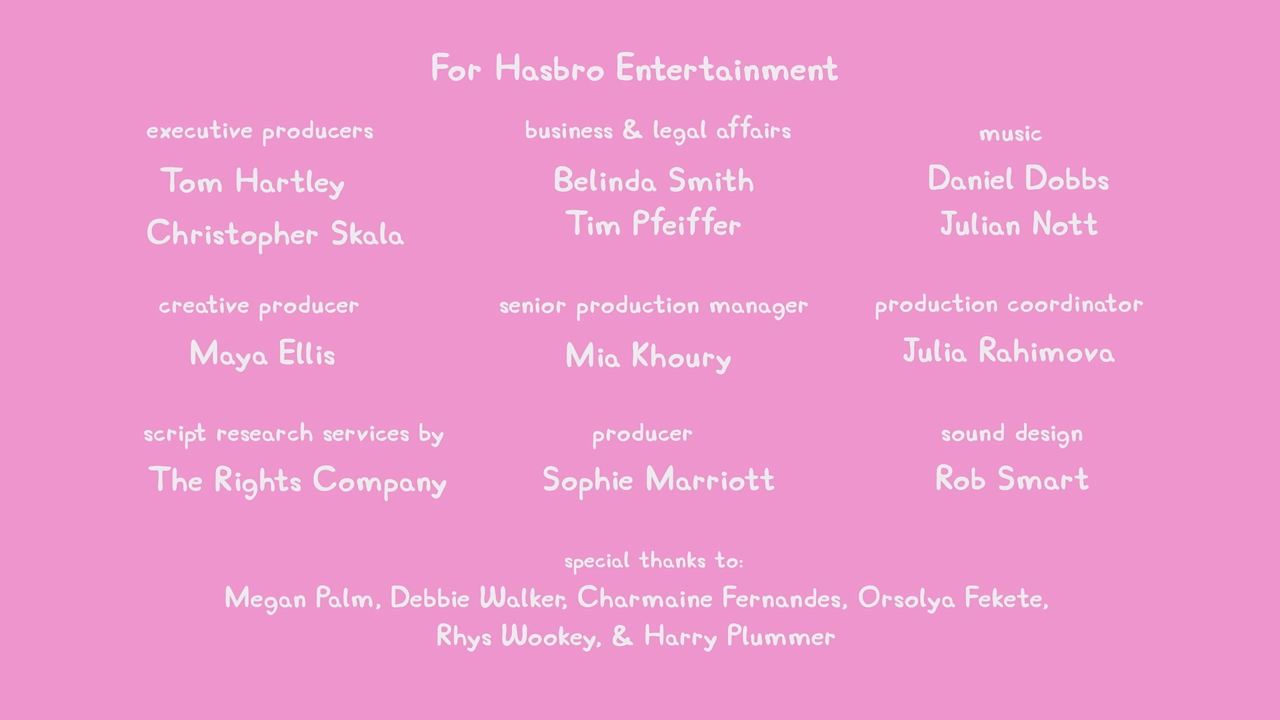 For Hasbro Entertainment
executive producers
Tom Hartley
Christopher Skala
business & legal affairs
Belinda Smith
Tim Pfeiffer
music
Daniel Dobbs
Julian Nott
creative producer
Maya Ellis
senior production manager
Mia Khoury
production coordinator
Julia Rahimova
script research services by
The Rights Company
producer
Sophie Marriott
sound design
Rob Smart
special thanks to:
Megan Palm, Debbie Walker, Charmaine Fernandes, Orsolya Fekete,
Rhys Wookey, & Harry Plummer